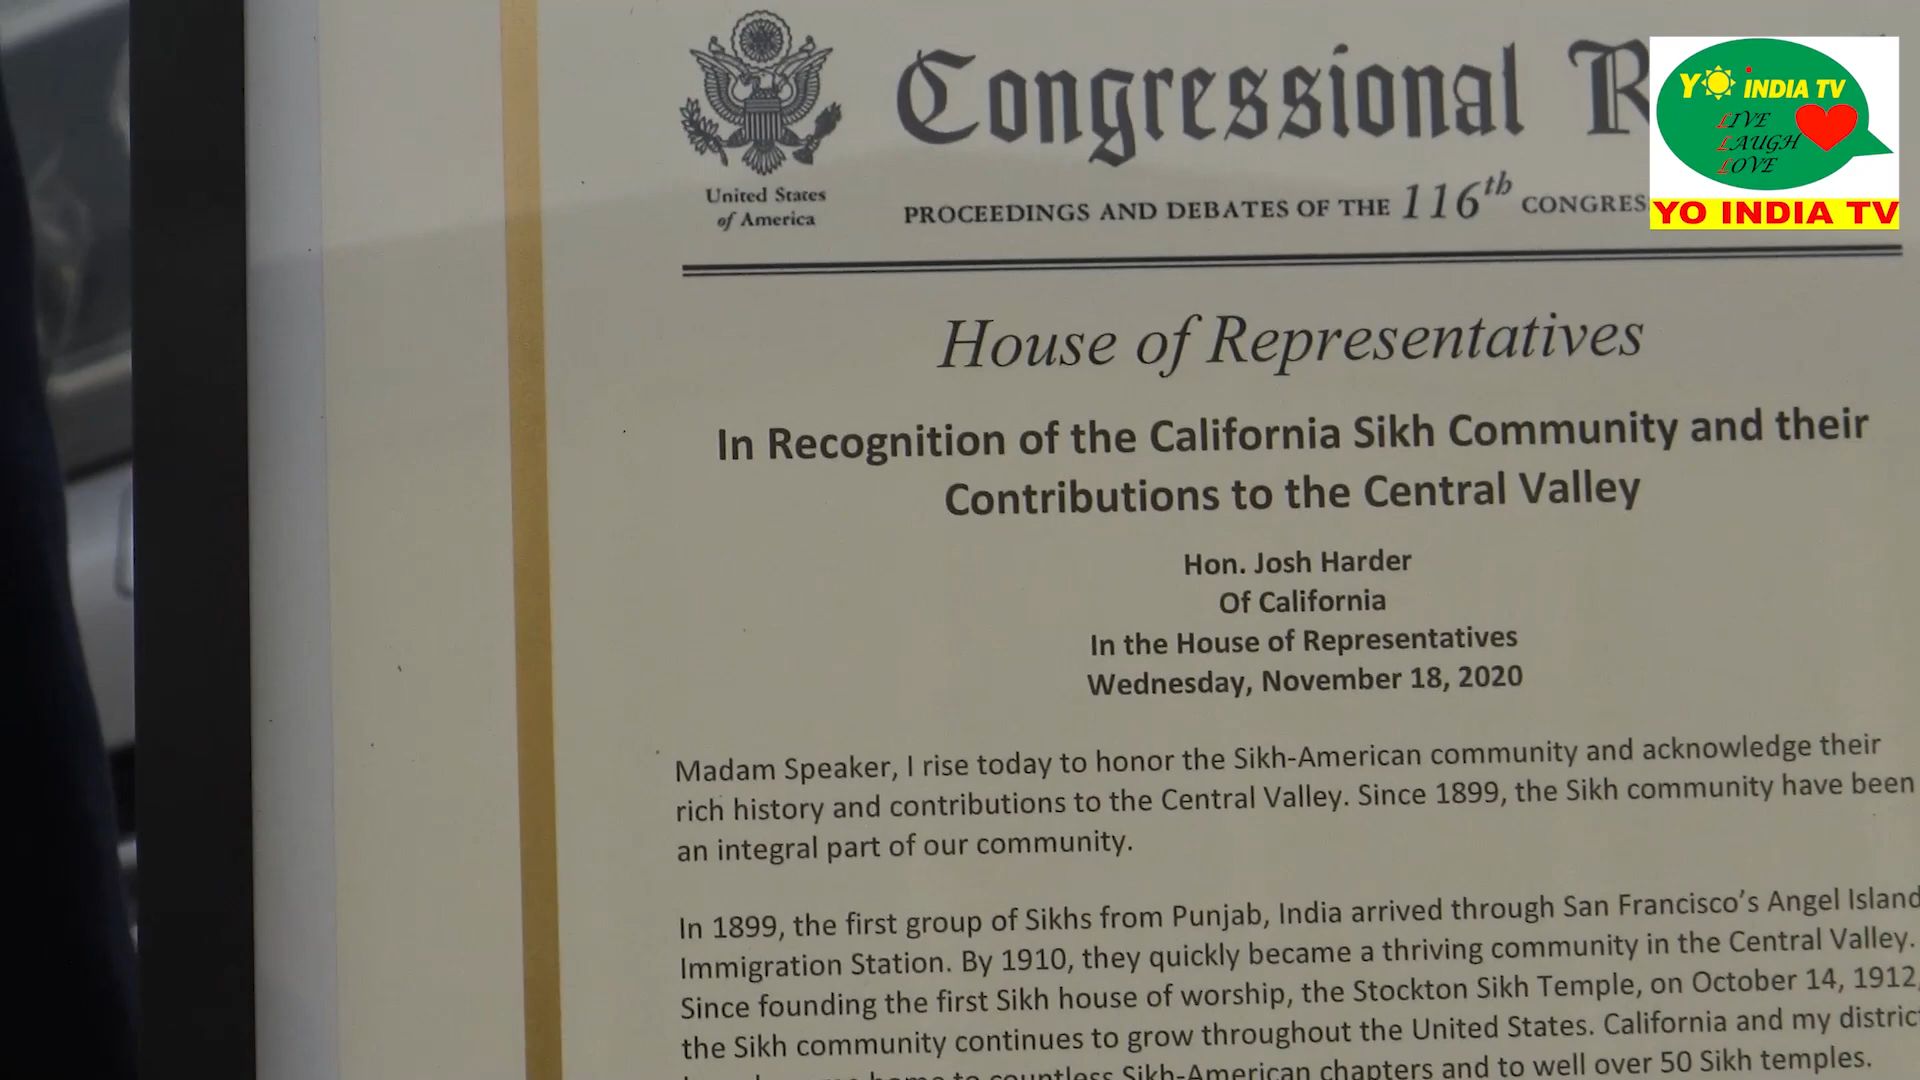 Congressional
United States
of America
PROCEEDINGS AND DEBATES OF THE 116th
YO INDIA TV
LIVE
LAUGH
LOVE
YO INDIA TV
House of Representatives
In Recognition of the California Sikh Community and their
Contributions to the Central Valley
Hon. Josh Harder
Of California
In the House of Representatives
Wednesday, November 18, 2020
Madam Speaker, I rise today to honor the Sikh-American community and acknowledge their
rich history and contributions to the Central Valley. Since 1899, the Sikh community have been
an integral part of our community.
In 1899, the first group of Sikhs from Punjab, India arrived through San Francisco's Angel Island
Immigration Station. By 1910, they quickly became a thriving community in the Central Valley.
Since founding the first Sikh house of worship, the Stockton Sikh Temple, on October 14, 1912,
the Sikh community continues to grow throughout the United States. California and my
countless Sikh-American chapters and to well over 50 Sikh temples.